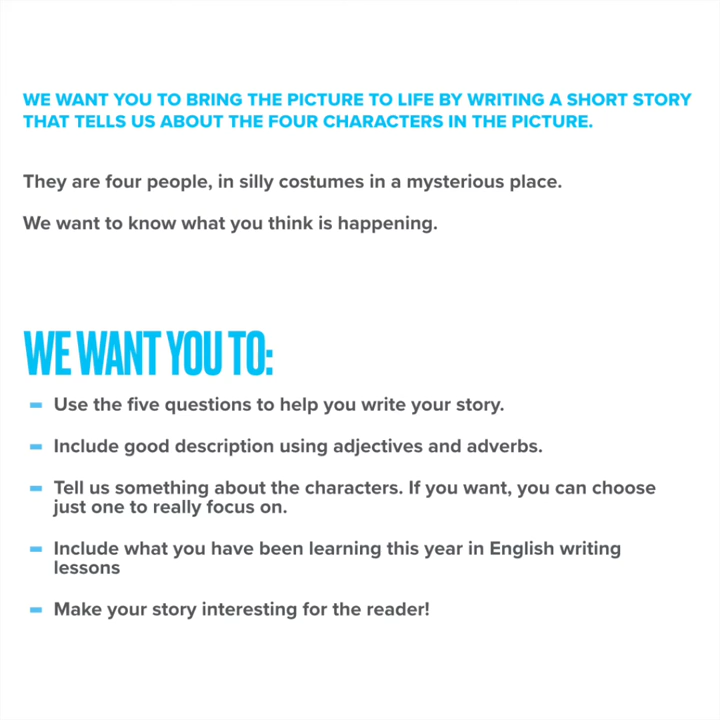 WE WANT YOU TO BRING THE PICTURE TO LIFE BY WRITING A SHORT STORY
THAT TELLS US ABOUT THE FOUR CHARACTERS IN THE PICTURE.
They are four people, in silly costumes in a mysterious place.
We want to know what you think is happening.
WE WANT YOU TO:
- Use the five questions to help you write your story.
- Include good description using adjectives and adverbs.
- Tell us something about the characters. If you want, you can choose
just one to really focus on.
- Include what you have been learning this year in English writing
lessons
- Make your story interesting for the reader!